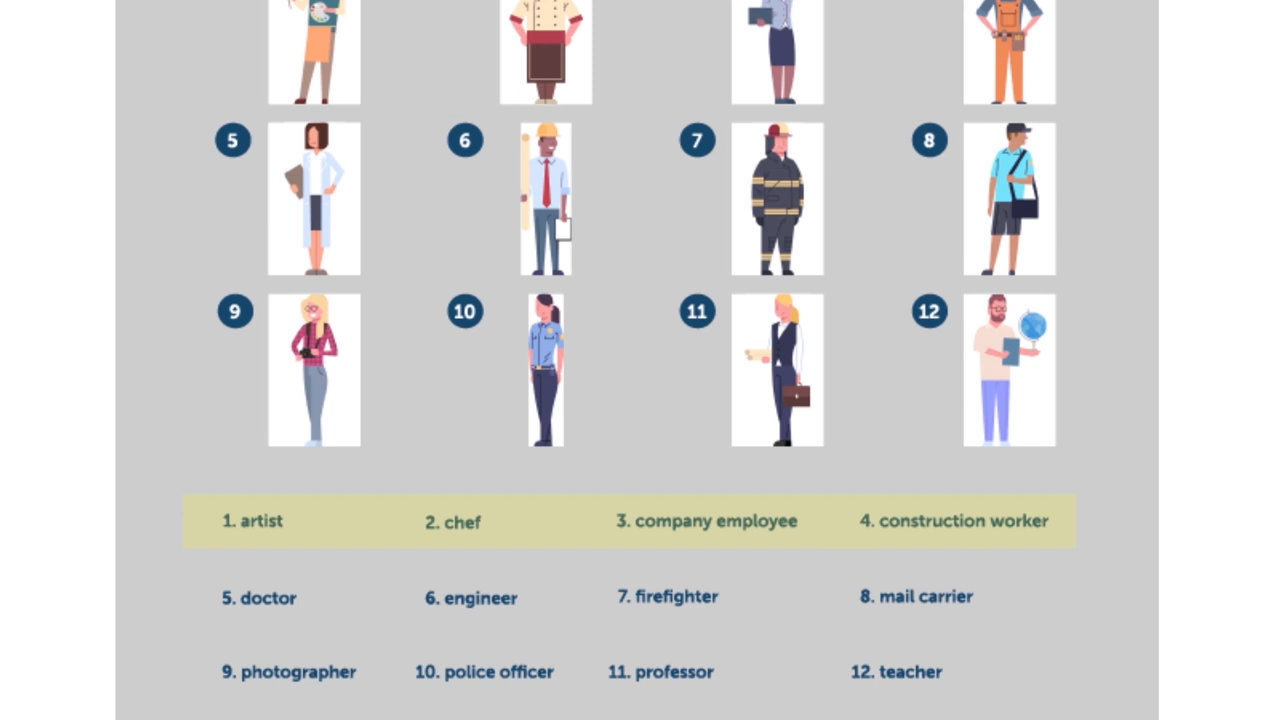 5 6 7 8
9 10 11 12
1. artist 2. chef 3. company employee 4. construction worker
5. doctor 6. engineer 7. firefighter 8. mail carrier
9. photographer 10. police officer 11. professor 12. teacher